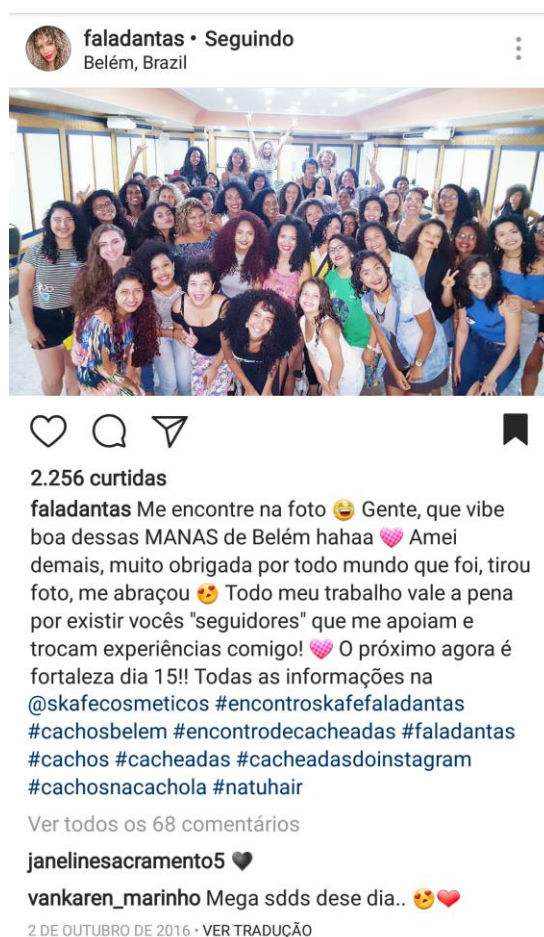 faladantas • Seguindo
Belém, Brazil
2.256 curtidas
faladantas Me encontre na foto 😂 Gente, que vibe
boa dessas MANAS de Belém hahaa 💟 Amei
demais, muito obrigada por todo mundo que foi, tirou
foto, me abraçou 😍 Todo meu trabalho vale a pena
por existir vocês "seguidores" que me apoiam e
trocam experiências comigo! 💟 O próximo agora é
fortaleza dia 15!! Todas as informações na
@skafecosmeticos #encontroskafefaladantas
#cachosbelem #encontrodecacheadas #faladantas
#cachos #cacheadas #cacheadasdoinstagram
#cachosnacachola #natuhair
Ver todos os 68 comentários
janelinesacramento5 🖤
vankaren_marinho Mega sdds dese dia.. 😍❤️
2 DE OUTUBRO DE 2016 • VER TRADUÇÃO